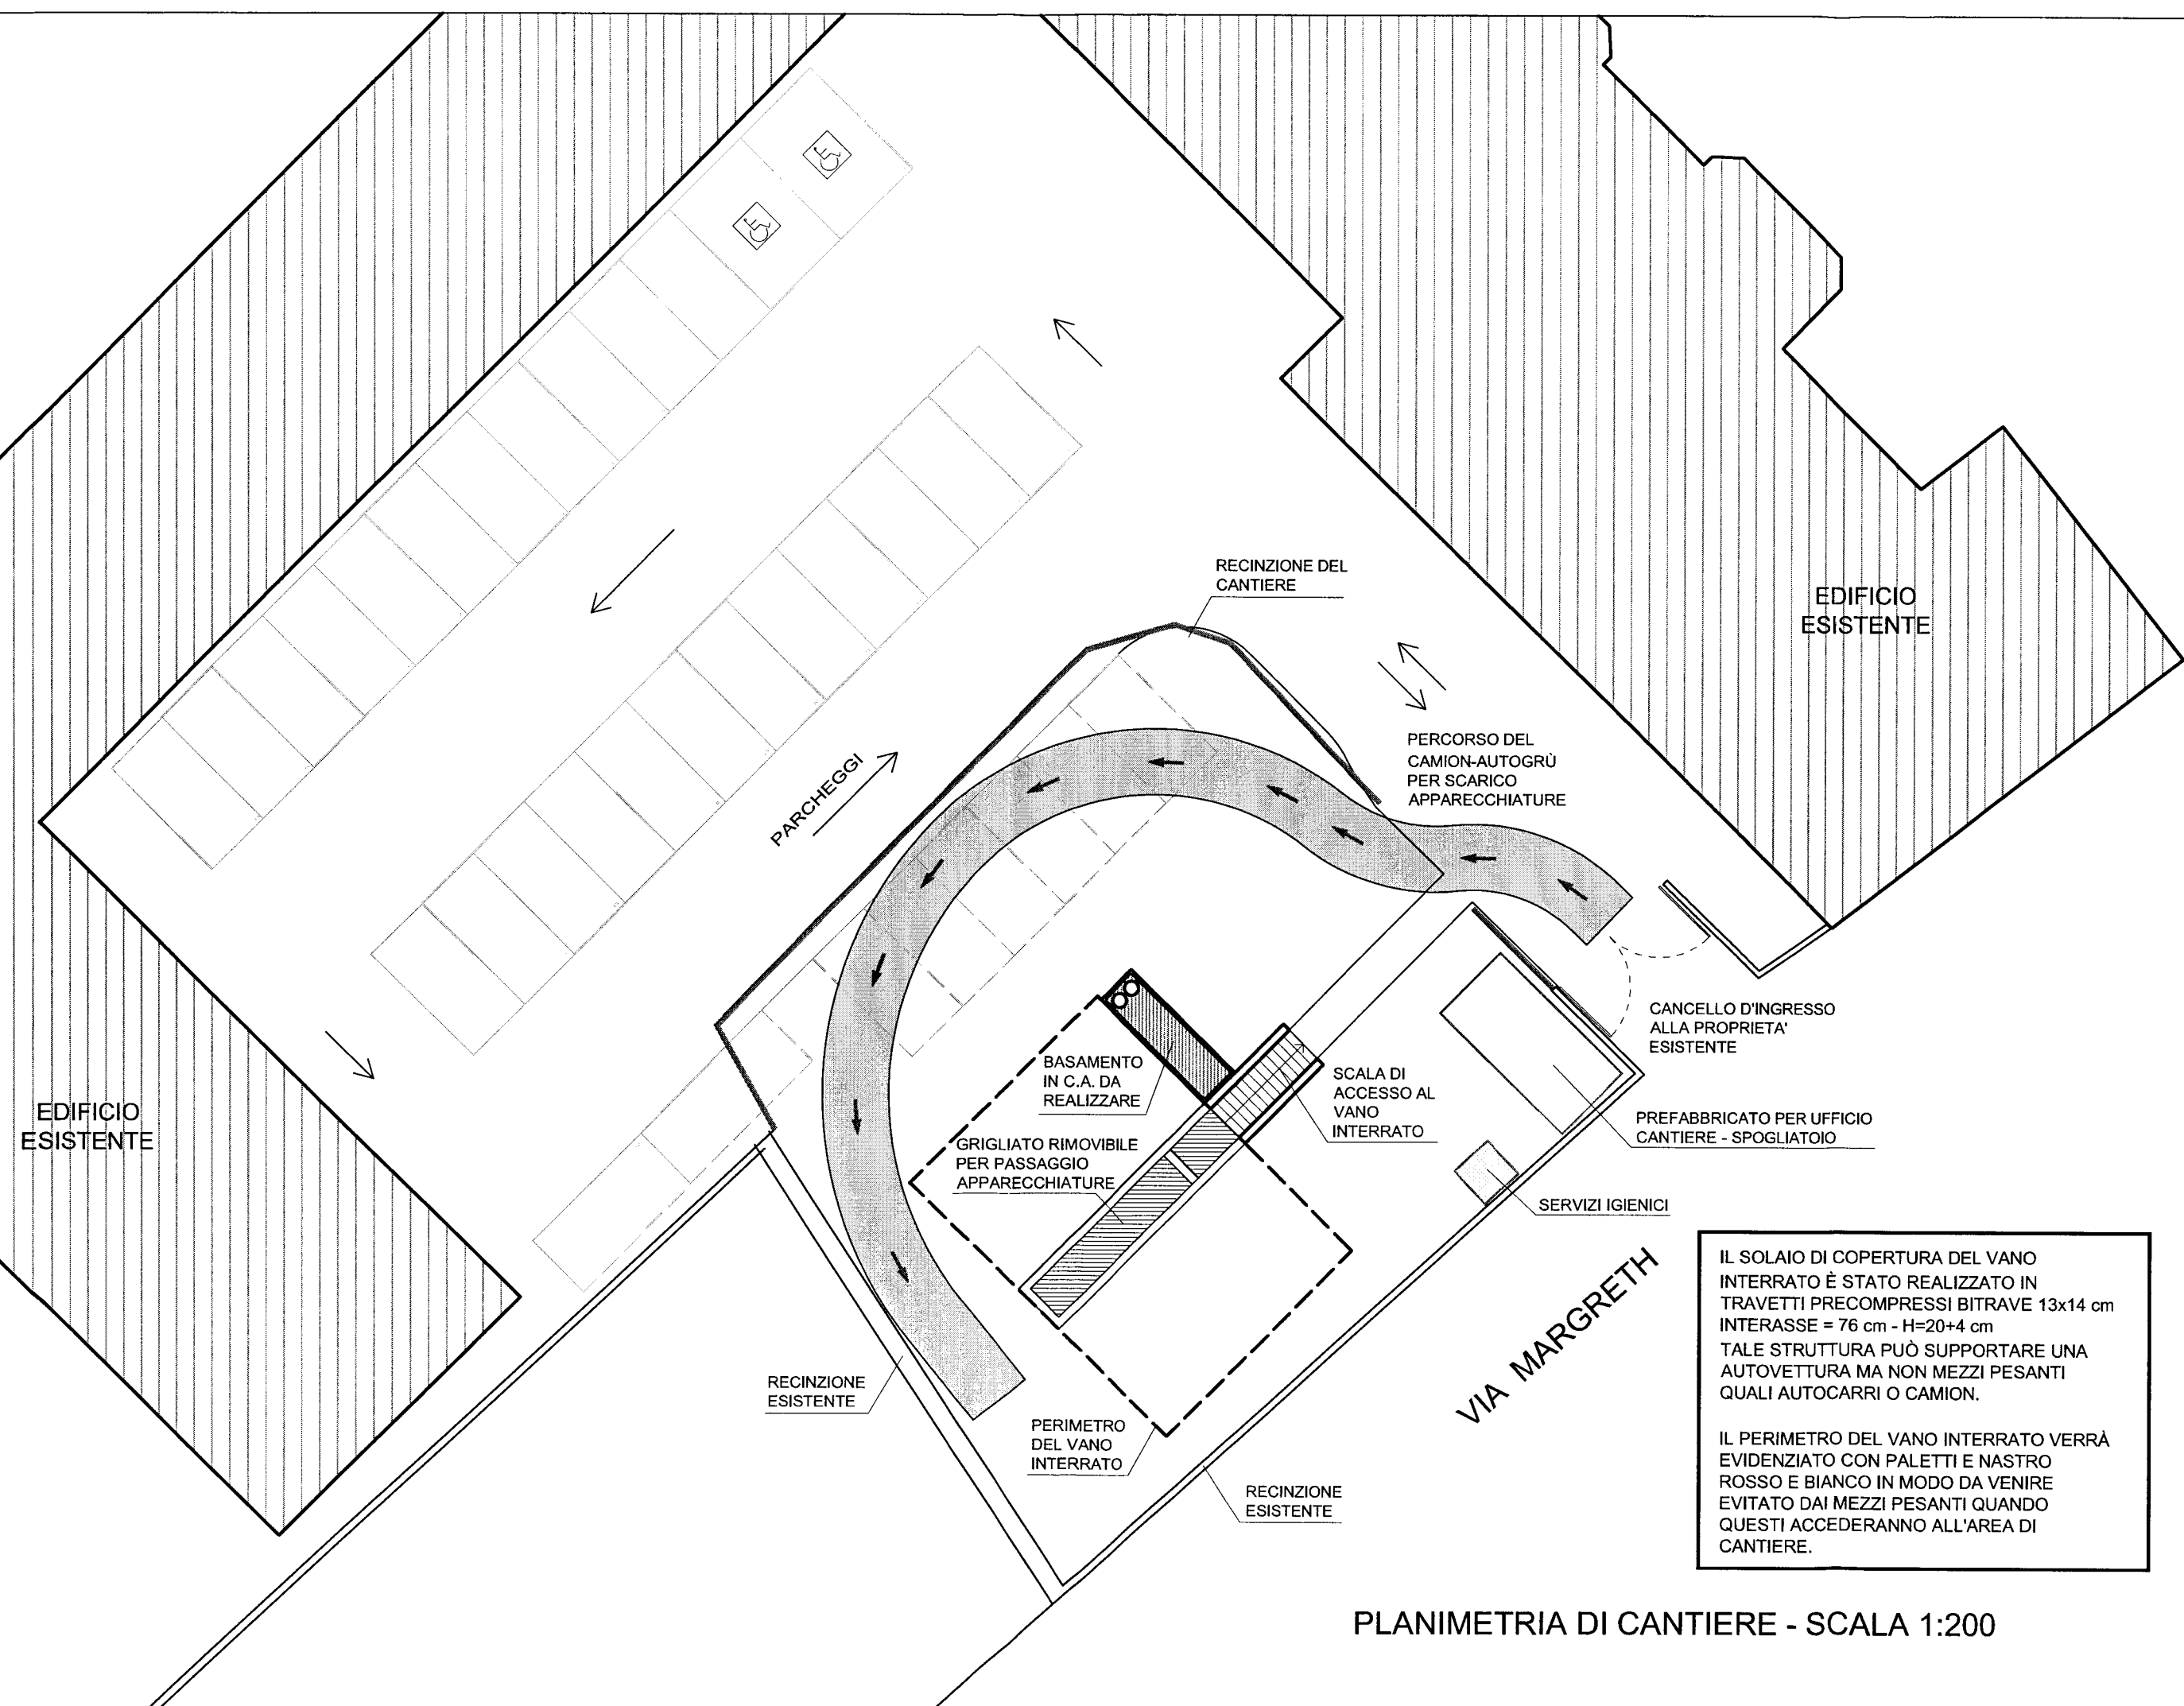 RECINZIONE DEL
CANTIERE
EDIFICIO
ESISTENTE
PERCORSO DEL
CAMION-AUTOGRÙ
PER SCARICO
APPARECCHIATURE
PARCHEGGI
CANCELLO D'INGRESSO
ALLA PROPRIETA'
ESISTENTE
BASAMENTO
IN C.A. DA
REALIZZARE
SCALA DI
ACCESSO AL
VANO
INTERRATO
EDIFICIO
ESISTENTE
PREFABBRICATO PER UFFICIO
CANTIERE - SPOGLIATOIO
GRIGLIATO RIMOVIBILE
PER PASSAGGIO
APPARECCHIATURE
SERVIZI IGIENICI
VIA MARGRETH
IL SOLAIO DI COPERTURA DEL VANO
INTERRATO È STATO REALIZZATO IN
TRAVETTI PRECOMPRESSI BITRAVE 13x14 cm
INTERASSE = 76 cm - H=20+4 cm
TALE STRUTTURA PUÒ SUPPORTARE UNA
AUTOVETTURA MA NON MEZZI PESANTI
QUALI AUTOCARRI O CAMION.
IL PERIMETRO DEL VANO INTERRATO VERRÀ
EVIDENZIATO CON PALETTI E NASTRO
ROSSO E BIANCO IN MODO DA VENIRE
EVITATO DAI MEZZI PESANTI QUANDO
QUESTI ACCEDERANNO ALL'AREA DI
CANTIERE.
RECINZIONE
ESISTENTE
PERIMETRO
DEL VANO
INTERRATO
RECINZIONE
ESISTENTE
PLANIMETRIA DI CANTIERE - SCALA 1:200